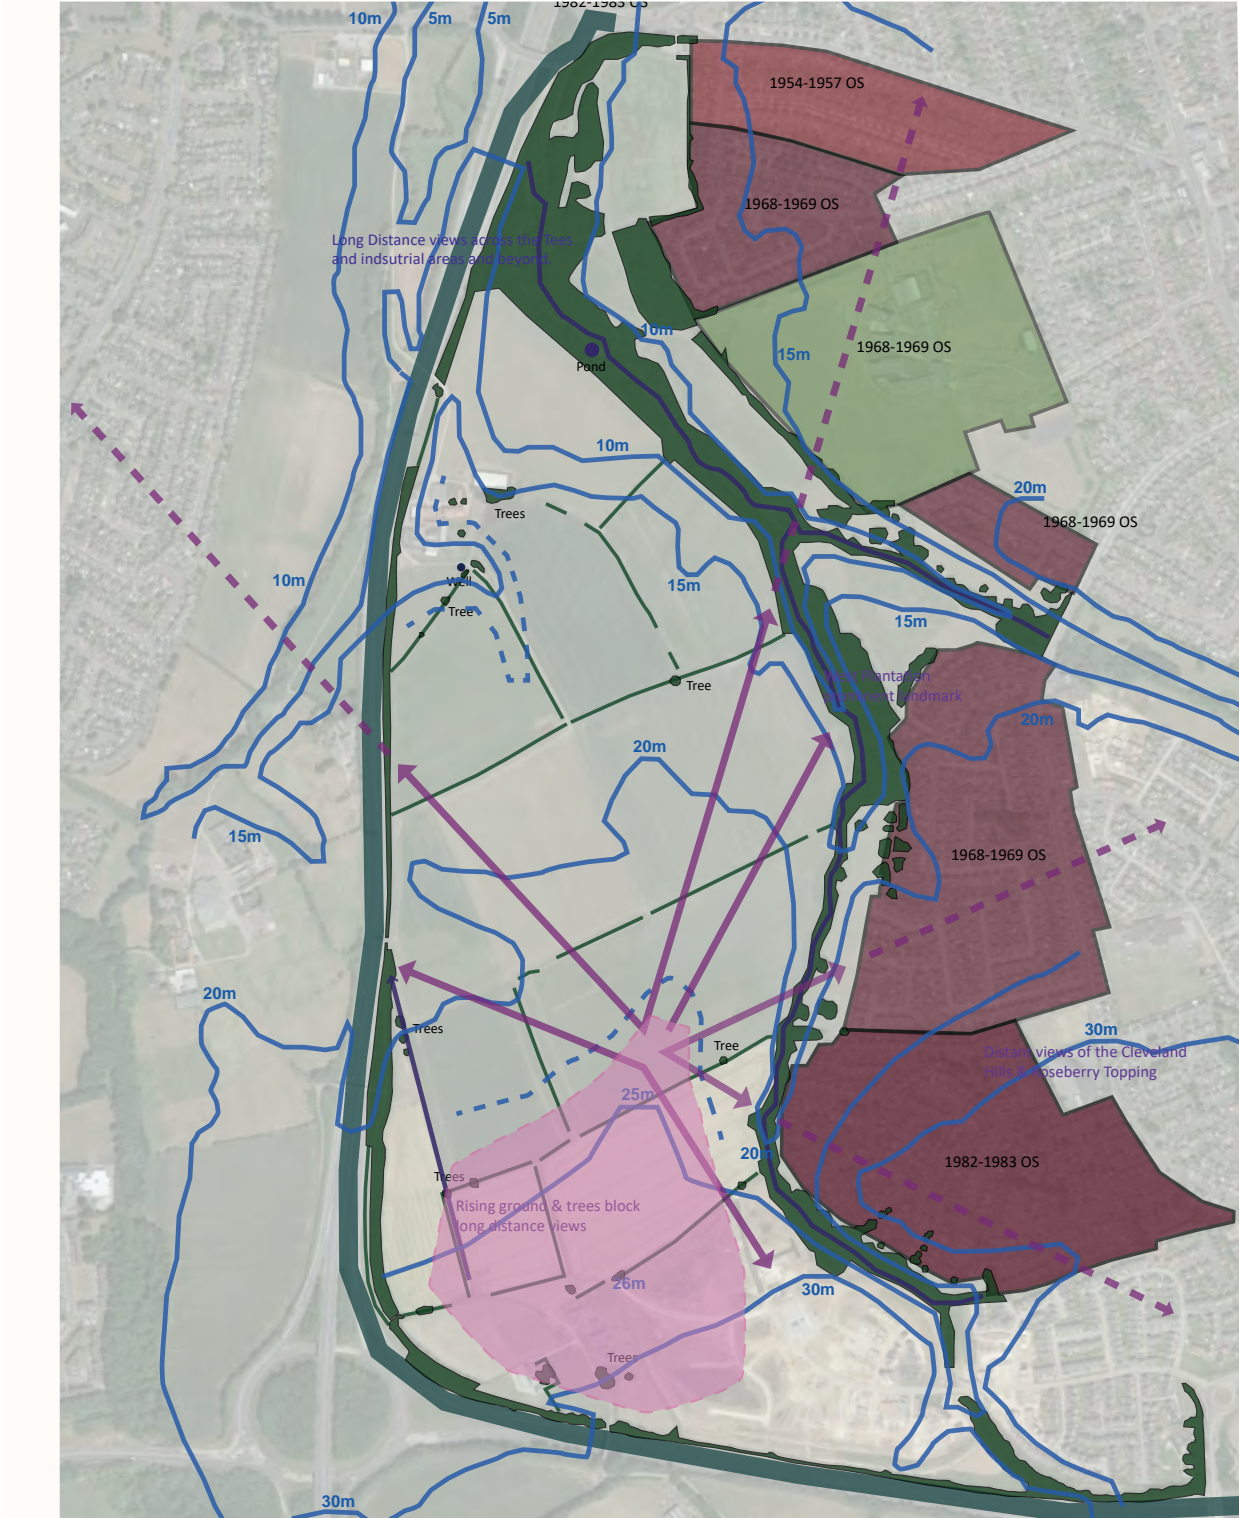 1982-1983 OS
10m
5m
5m
1954-1957 OS
1968-1969 OS
Long Distance views across the Tees
and indsutrial areas and beyond.
10m
15m
1968-1969 OS
Pond
10m
20m
Trees
1968-1969 OS
10m
Well
15m
Tree
15m
Tree
Plantation
landmark
20m
20m
15m
1968-1969 OS
20m
Trees
30m
Tree
Distant views of the Cleveland
Hills & Roseberry Topping
25m
20m
1982-1983 OS
Trees
Rising ground & trees block
long distance views
26m
30m
Trees
30m